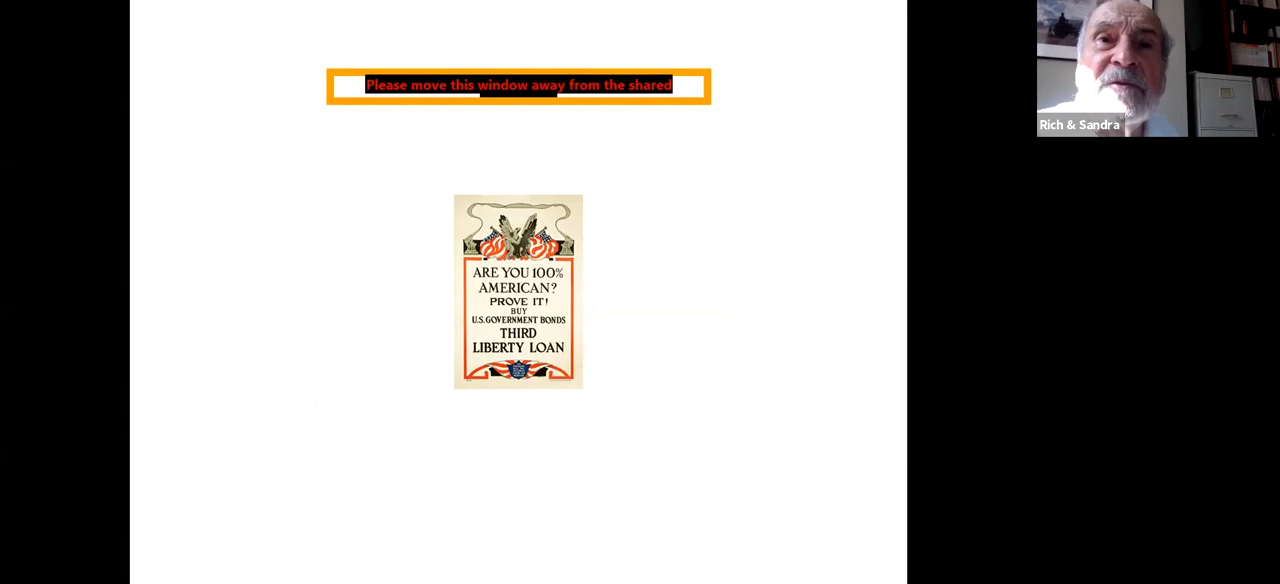 Please move this window away from the shared
Rich & Sandra
ARE YOU 100%
AMERICAN?
PROVE IT!
BUY
U.S. GOVERNMENT BONDS
THIRD
LIBERTY LOAN